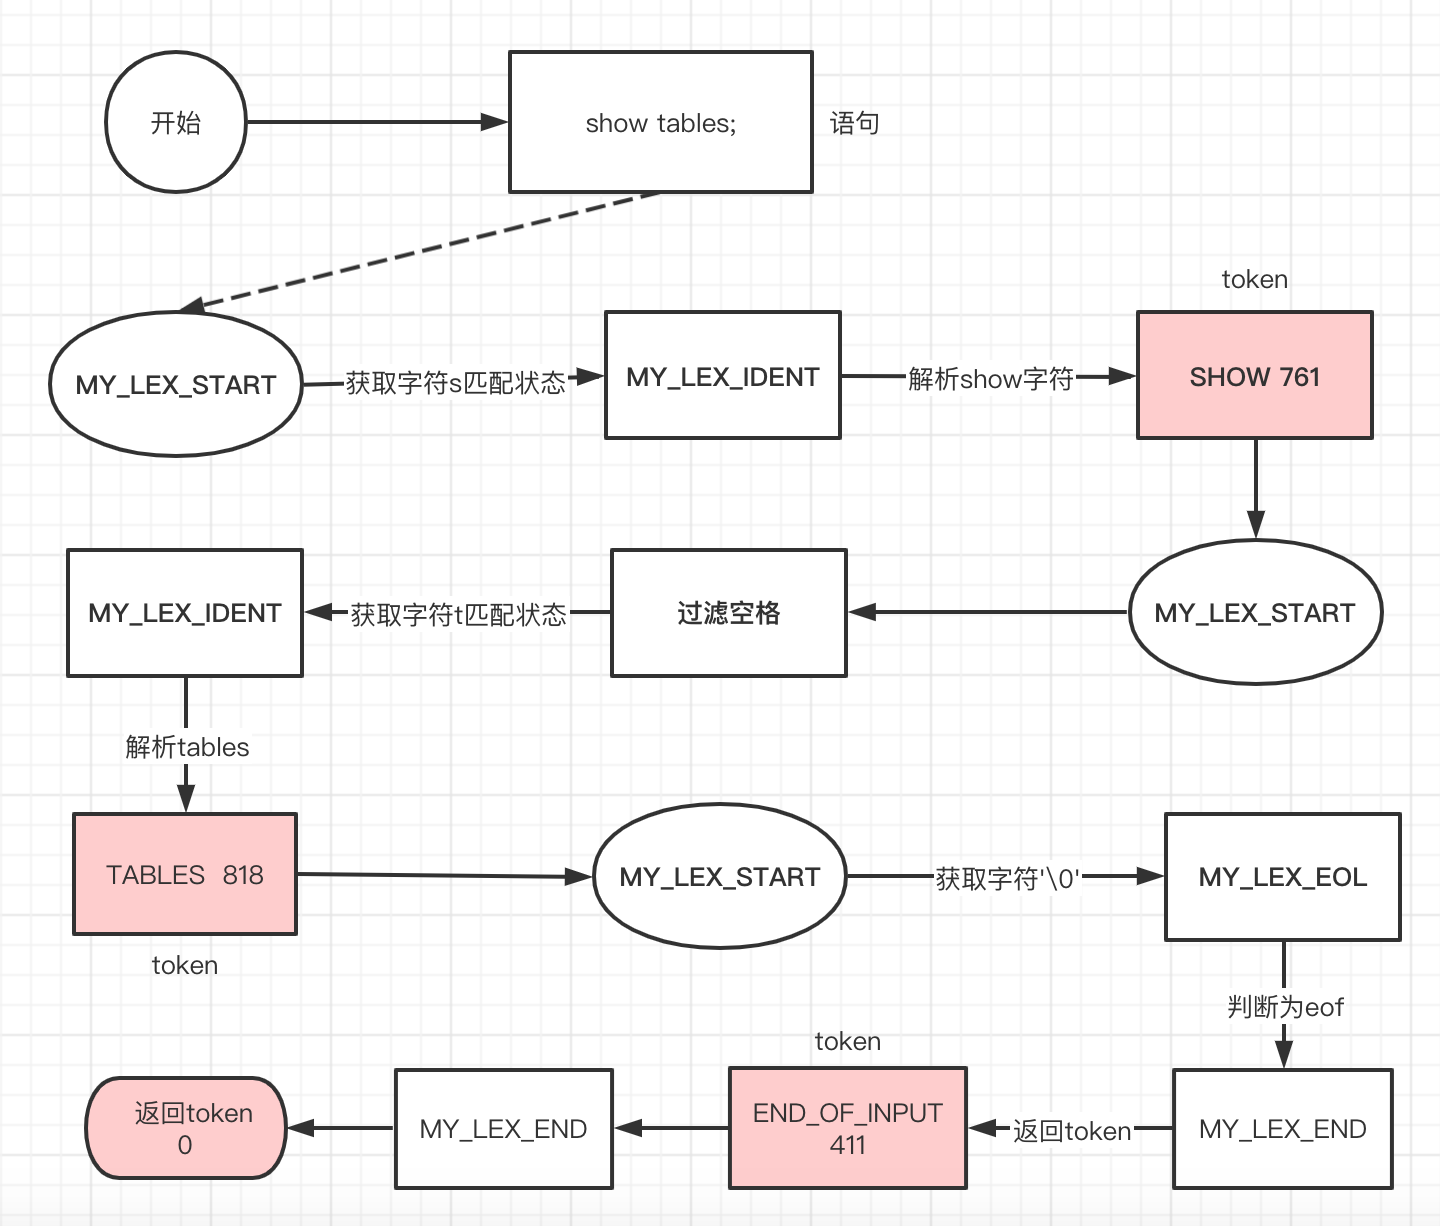 开始
show tables;
语句
token
MY_LEX_START
获取字符s匹配状态
MY_LEX_IDENT
解析show字符
SHOW 761
MY_LEX_IDENT
获取字符t匹配状态
过滤空格
MY_LEX_START
解析tables
TABLES 818
token
MY_LEX_START
获取字符'\0'
MY_LEX_EOL
判断为eof
token
返回token
0
MY_LEX_END
END_OF_INPUT
411
返回token
MY_LEX_END